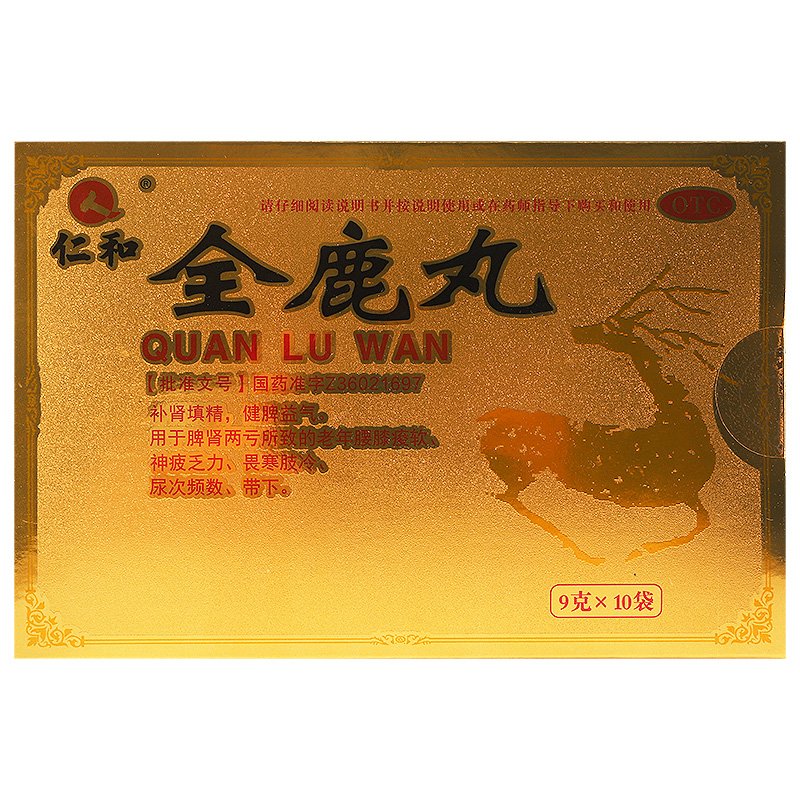 请仔细阅读说明书并按说明使用或在药师指导下购买和使用
OTC
®
仁和
全鹿丸
QUAN LU WAN
【批准文号】国药准字Z36021697
补肾填精，健脾益气。
用于脾肾两亏所致的老年腰膝痠软、
神疲乏力、畏寒肢冷、
尿次频数、带下。
9克×10袋